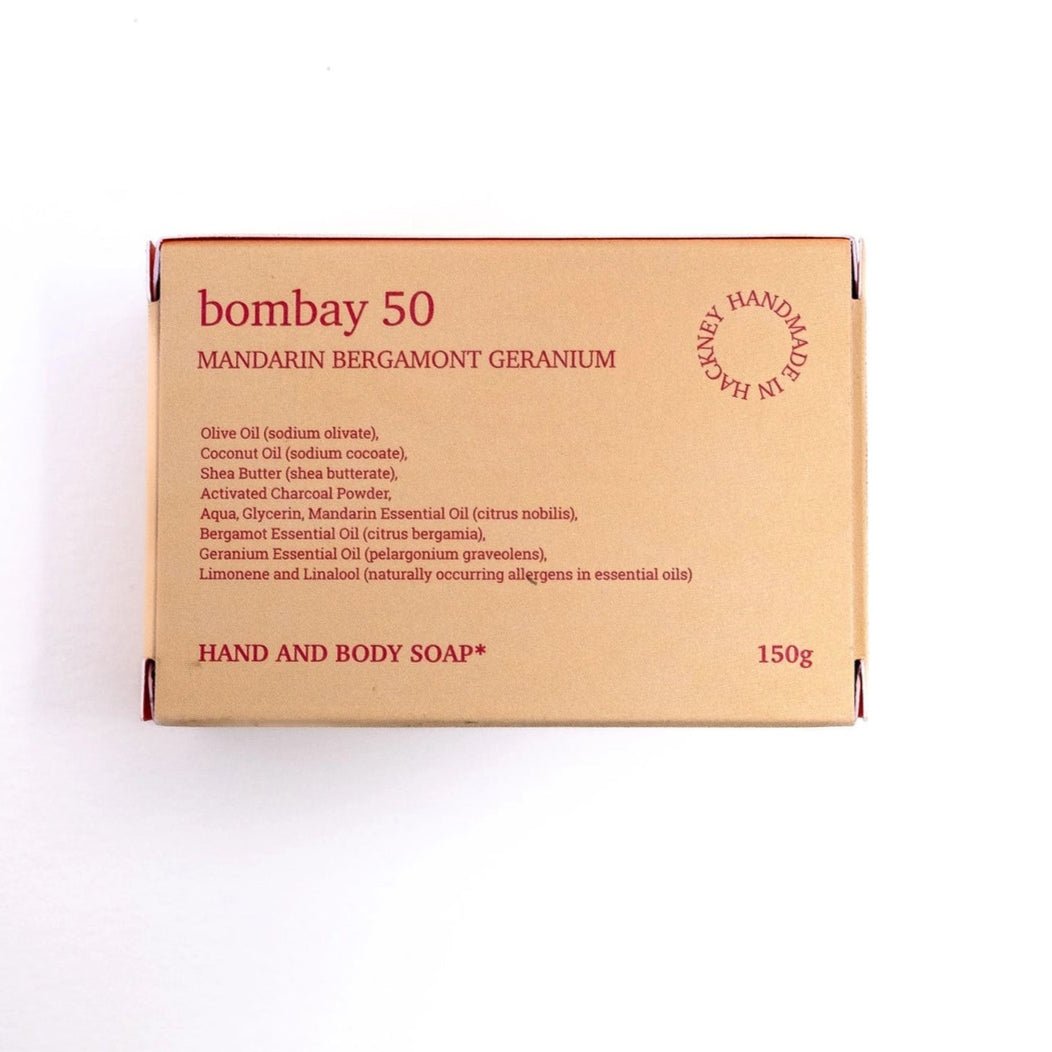 bombay 50
MANDARIN BERGAMONT GERANIUM
HANDMADE IN HACKNEY
Olive Oil (sodium olivate),
Coconut Oil (sodium cocoate),
Shea Butter (shea butterate),
Activated Charcoal Powder,
Aqua, Glycerin, Mandarin Essential Oil (citrus nobilis),
Bergamot Essential Oil (citrus bergamia),
Geranium Essential Oil (pelargonium graveolens),
Limonene and Linalool (naturally occurring allergens in essential oils)
HAND AND BODY SOAP*
150g